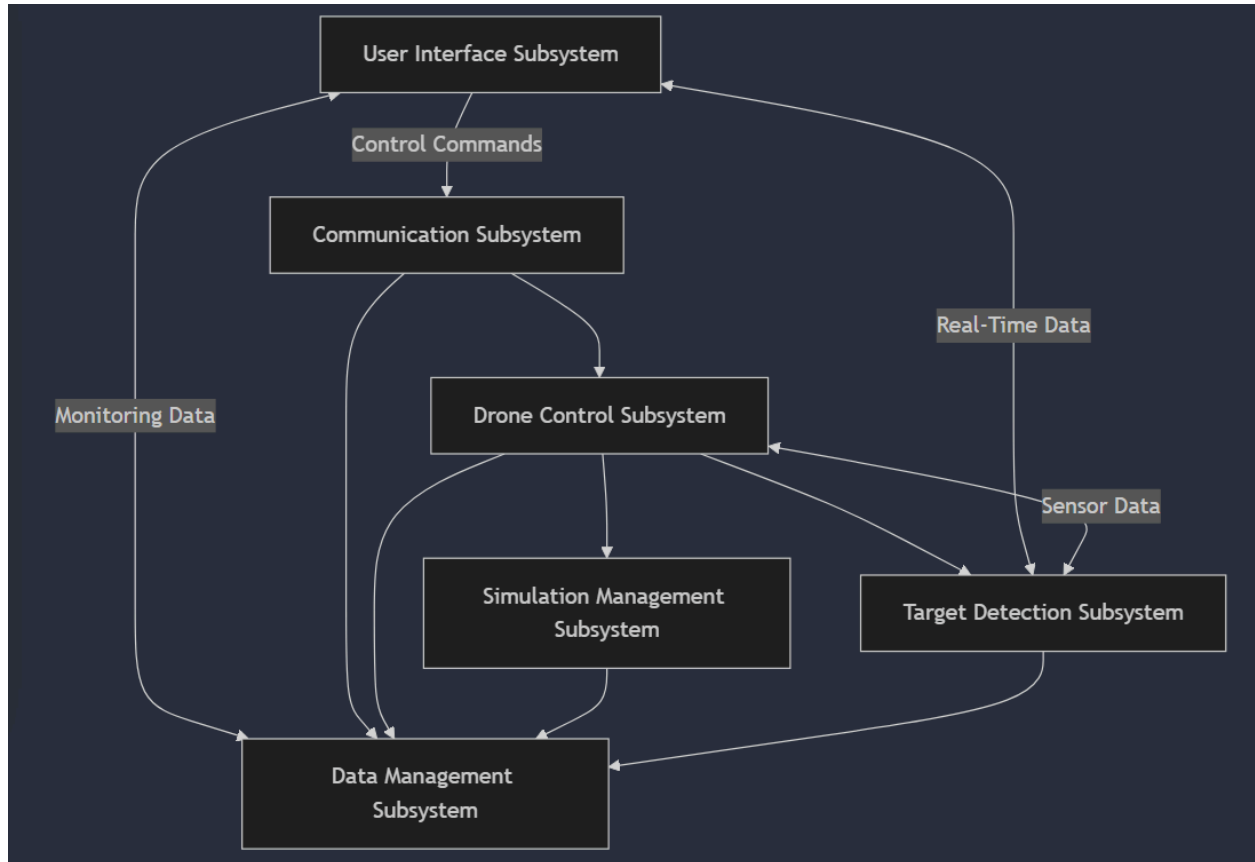 User Interface Subsystem
Control Commands
Communication Subsystem
Real-Time Data
Monitoring Data
Drone Control Subsystem
Sensor Data
Simulation Management
Subsystem
Target Detection Subsystem
Data Management
Subsystem